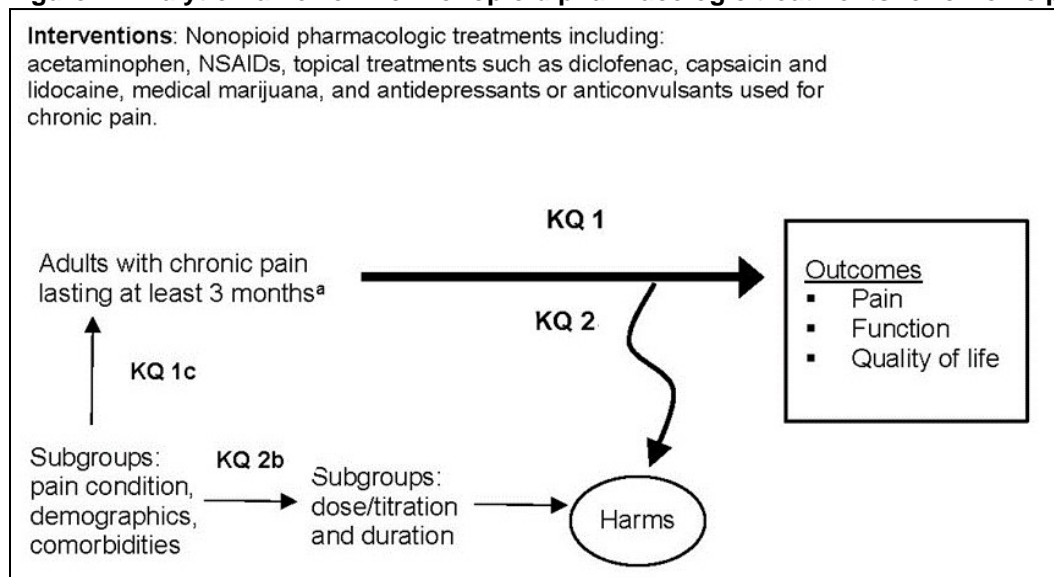 Interventions: Nonopioid pharmacologic treatments including:
acetaminophen, NSAIDs, topical treatments such as diclofenac, capsaicin and
lidocaine, medical marijuana, and antidepressants or anticonvulsants used for
chronic pain.
KQ 1
Adults with chronic pain
lasting at least 3 monthsª
KQ 2
Outcomes
▪ Pain
▪ Function
▪ Quality of life
KQ 1c
Subgroups:
pain condition,
demographics,
comorbidities
KQ 2b
Subgroups:
dose/titration
and duration
Harms